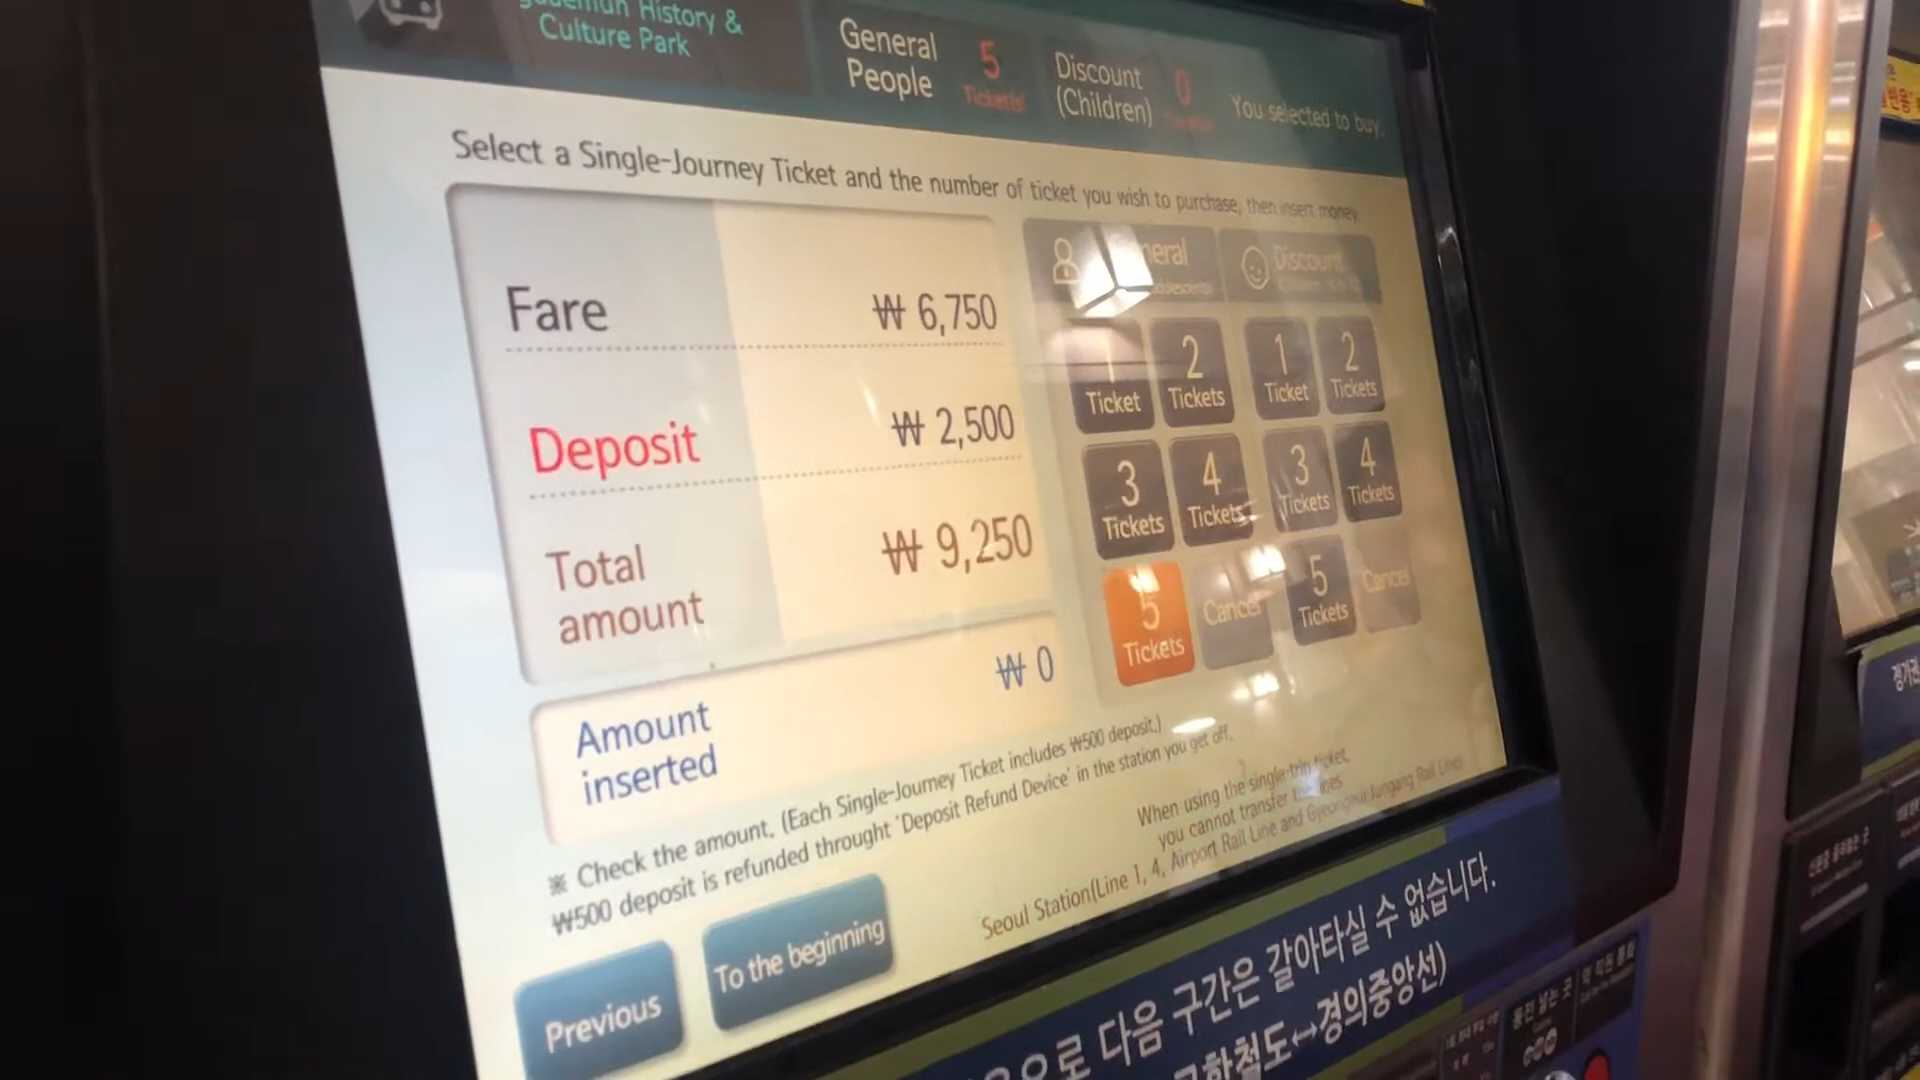 History &
Culture Park
General
People
5
Ticket(s)
Discount
(Children)
0
You selected to buy.
Select a Single-Journey Ticket and the number of ticket you wish to purchase, then insert money.
Fare
₩ 6,750
Deposit
₩ 2,500
Total
amount
₩ 9,250
Amount
inserted
₩ 0
Discount
1
Ticket
2
Tickets
1
Ticket
2
Tickets
3
Tickets
4
Tickets
3
Tickets
4
Tickets
5
Tickets
Cancel
5
Tickets
Cancel
※ Check the amount. (Each Single-Journey Ticket includes ₩500 deposit.)
₩500 deposit is refunded throught 'Deposit Refund Device' in the station you get off.
When using the single-trip ticket,
you cannot transfer
Seoul Station(Line 1, 4, Airport Rail Line and Gyeongui·Jungang Rail Line)
Previous
To the beginning
다음 구간은 갈아타실 수 없습니다.
공항철도↔경의중앙선)
동전 넣는 곳